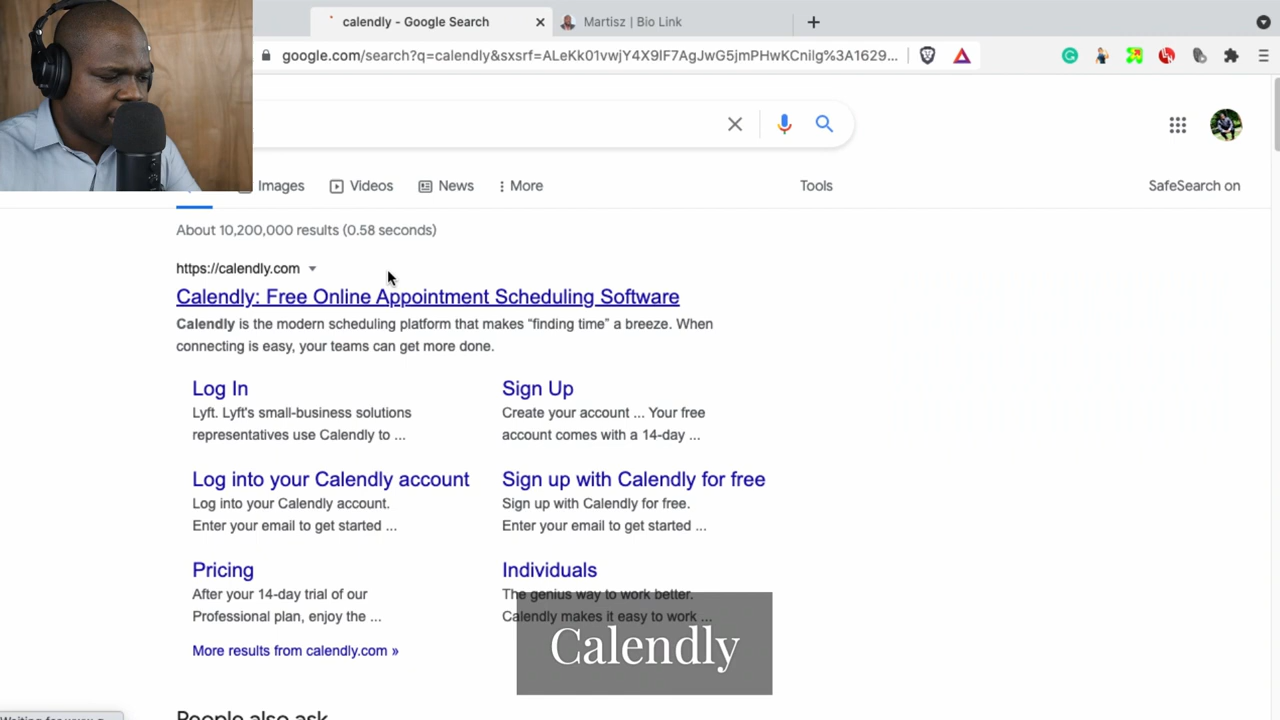 calendly - Google Search
Martisz | Bio Link
google.com/search?q=calendly&sxsrf=ALeKk01vwjY4X9lF7AgJwG5jmPHwKCnilg%3A1629...
Images
Videos
News
More
Tools
SafeSearch on
About 10,200,000 results (0.58 seconds)
https://calendly.com
Calendly: Free Online Appointment Scheduling Software
Calendly is the modern scheduling platform that makes “finding time” a breeze. When
connecting is easy, your teams can get more done.
Log In
Lyft. Lyft's small-business solutions
representatives use Calendly to ...
Sign Up
Create your account ... Your free
account comes with a 14-day ...
Log into your Calendly account
Log into your Calendly account.
Enter your email to get started ...
Sign up with Calendly for free
Sign up with Calendly for free.
Enter your email to get started ...
Pricing
After your 14-day trial of our
Professional plan, enjoy the ...
Individuals
The genius way to work better.
Calendly makes it easy to work ...
More results from calendly.com »
Calendly
People also ask